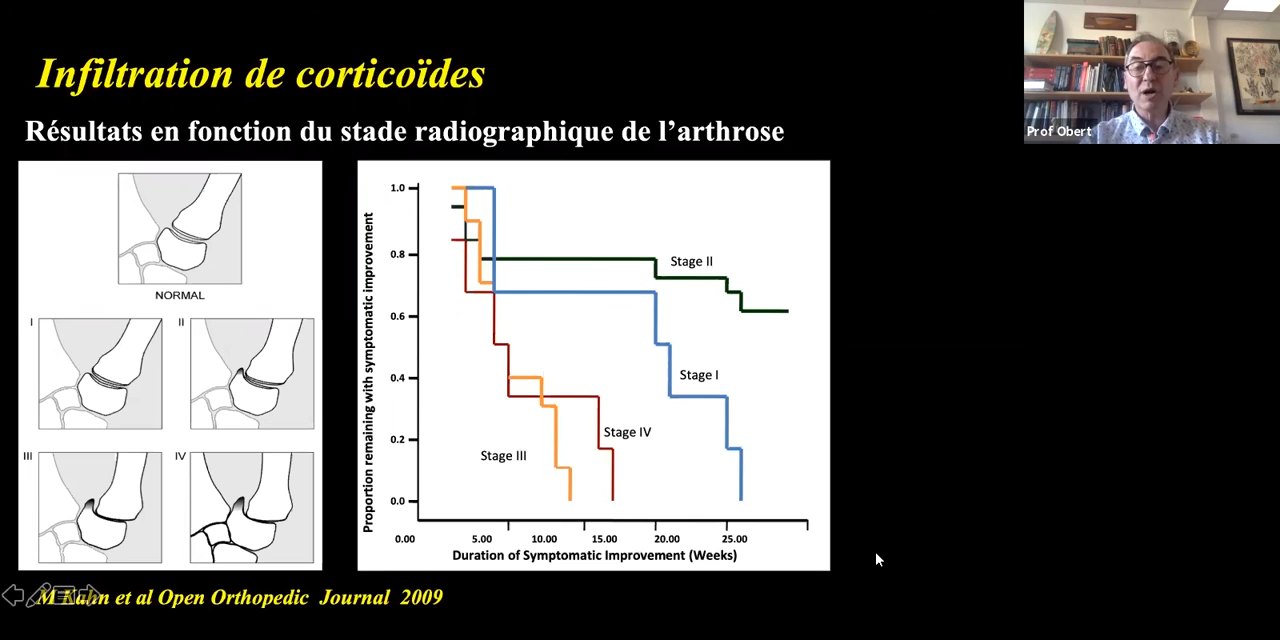 Infiltration de corticoïdes
Résultats en fonction du stade radiographique de l'arthrose
Prof Obert
NORMAL
I
II
III
IV
Proportion remaining with symptomatic improvement
1.0
0.8
0.6
0.4
0.2
0.0
Stage II
Stage I
Stage IV
Stage III
0.00 5.00 10.00 15.00 20.00 25.00
Duration of Symptomatic Improvement (Weeks)
M Kahn et al Open Orthopedic Journal 2009